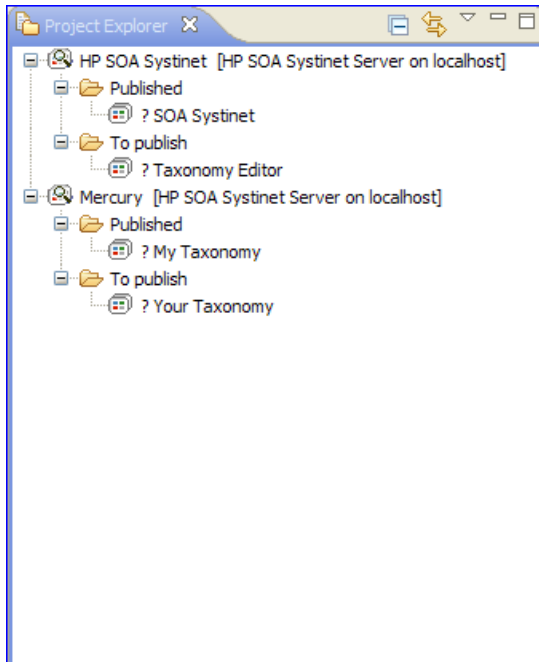 Project Explorer
HP SOA Systinet [HP SOA Systinet Server on localhost]
Published
? SOA Systinet
To publish
? Taxonomy Editor
Mercury [HP SOA Systinet Server on localhost]
Published
? My Taxonomy
To publish
? Your Taxonomy